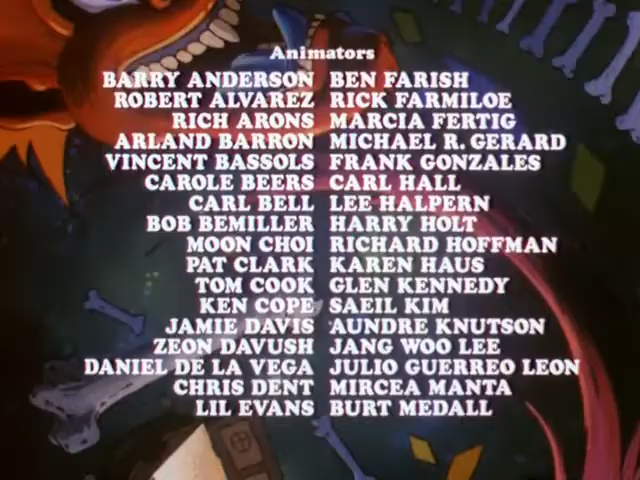 Animators
BARRY ANDERSON BEN FARISH
ROBERT ALVAREZ RICK FARMILOE
RICH ARONS MARCIA FERTIG
ARLAND BARRON MICHAEL R. GERARD
VINCENT BASSOLS FRANK GONZALES
CAROLE BEERS CARL HALL
CARL BELL LEE HALPERN
BOB BEMILLER HARRY HOLT
MOON CHOI RICHARD HOFFMAN
PAT CLARK KAREN HAUS
TOM COOK GLEN KENNEDY
KEN COPE SAEIL KIM
JAMIE DAVIS AUNDRE KNUTSON
ZEON DAVUSH JANG WOO LEE
DANIEL DE LA VEGA JULIO GUERREO LEON
CHRIS DENT MIRCEA MANTA
LIL EVANS BURT MEDALL